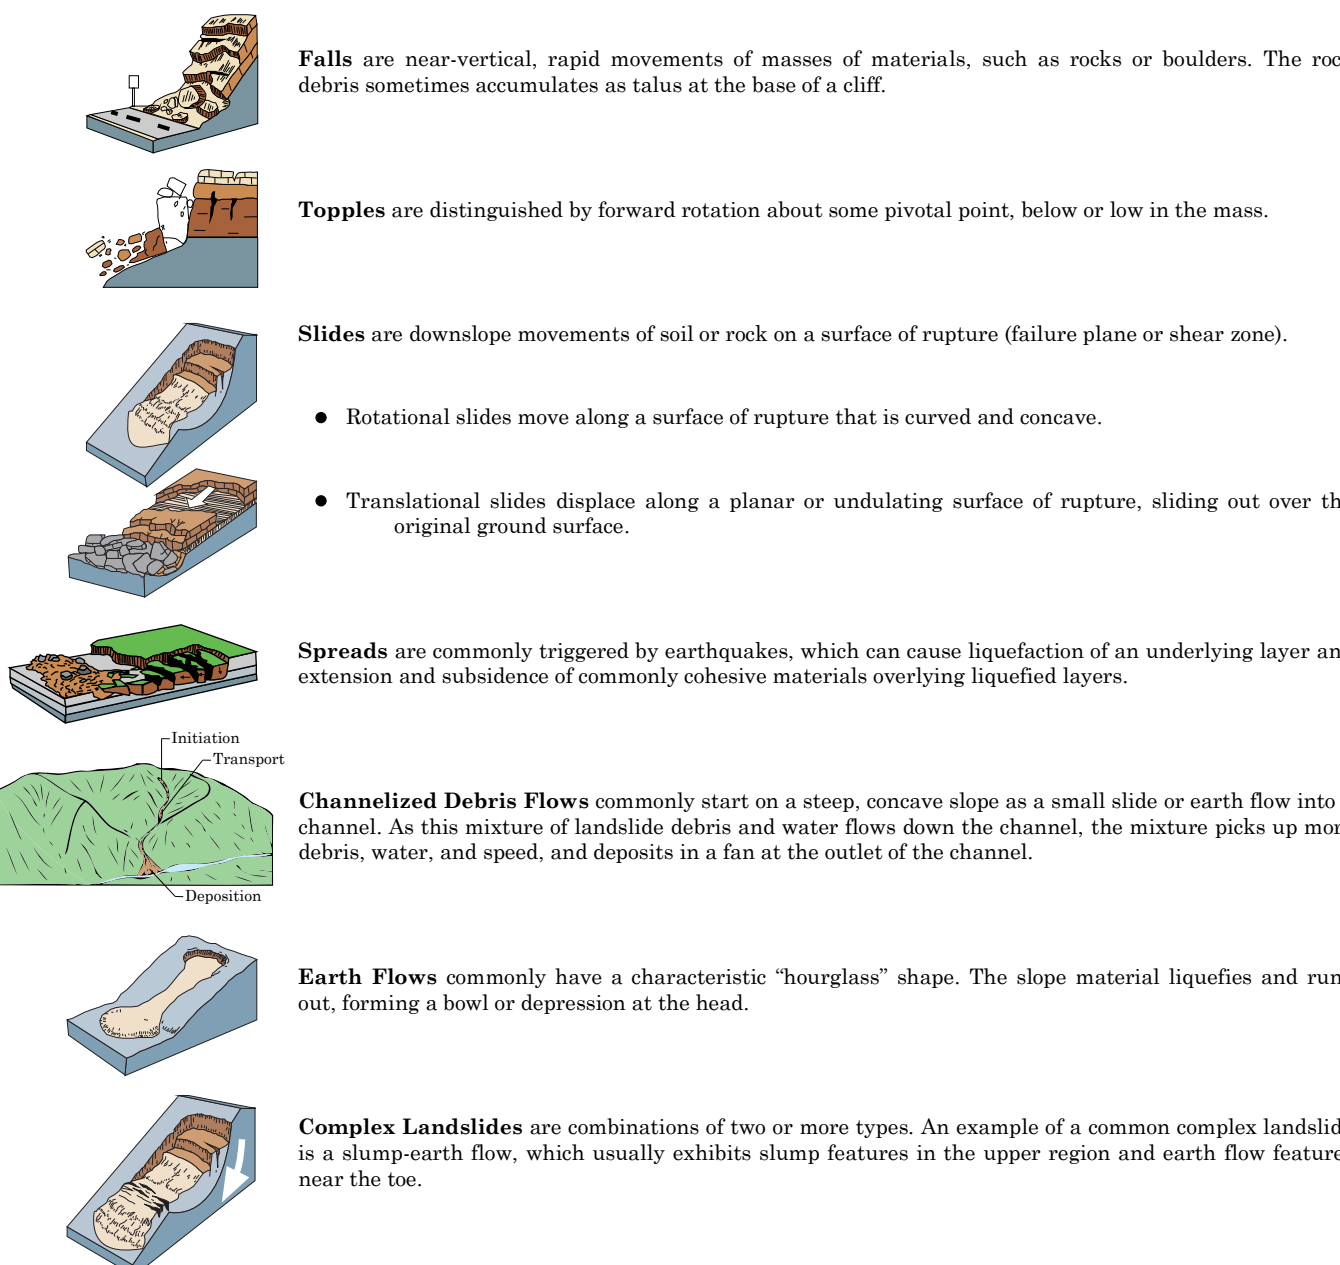 Falls are near-vertical, rapid movements of masses of materials, such as rocks or boulders. The roc
debris sometimes accumulates as talus at the base of a cliff.
Topples are distinguished by forward rotation about some pivotal point, below or low in the mass.
Slides are downslope movements of soil or rock on a surface of rupture (failure plane or shear zone).
● Rotational slides move along a surface of rupture that is curved and concave.
● Translational slides displace along a planar or undulating surface of rupture, sliding out over th
original ground surface.
Spreads are commonly triggered by earthquakes, which can cause liquefaction of an underlying layer an
extension and subsidence of commonly cohesive materials overlying liquefied layers.
Initiation
Transport
Deposition
Channelized Debris Flows commonly start on a steep, concave slope as a small slide or earth flow into
channel. As this mixture of landslide debris and water flows down the channel, the mixture picks up mor
debris, water, and speed, and deposits in a fan at the outlet of the channel.
Earth Flows commonly have a characteristic “hourglass” shape. The slope material liquefies and run
out, forming a bowl or depression at the head.
Complex Landslides are combinations of two or more types. An example of a common complex landslid
is a slump-earth flow, which usually exhibits slump features in the upper region and earth flow feature
near the toe.